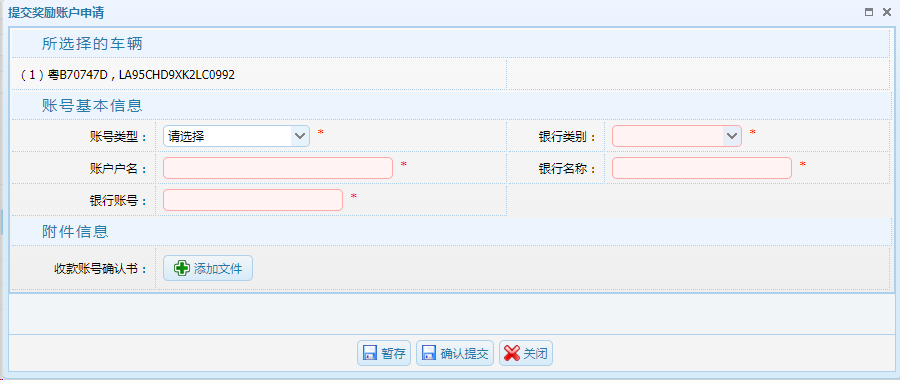 提交奖励账户申请
所选择的车辆
（1）粤B70747D，LA95CHD9XK2LC0992
账号基本信息
账号类型： 请选择 * 银行类别： *
账户户名： * 银行名称： *
银行账号： *
附件信息
收款账号确认书： 添加文件
暂存 确认提交 关闭